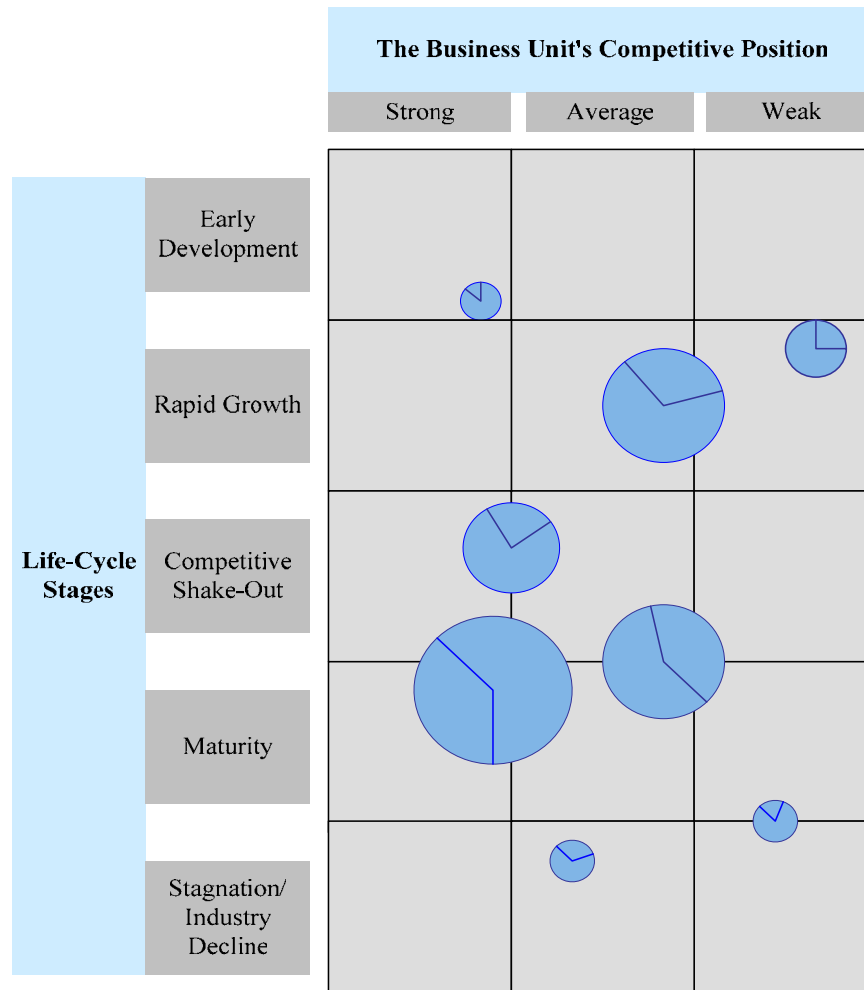 The Business Unit's Competitive Position
Strong
Average
Weak
Early
Development
Rapid Growth
Life-Cycle
Stages
Competitive
Shake-Out
Maturity
Stagnation/
Industry
Decline